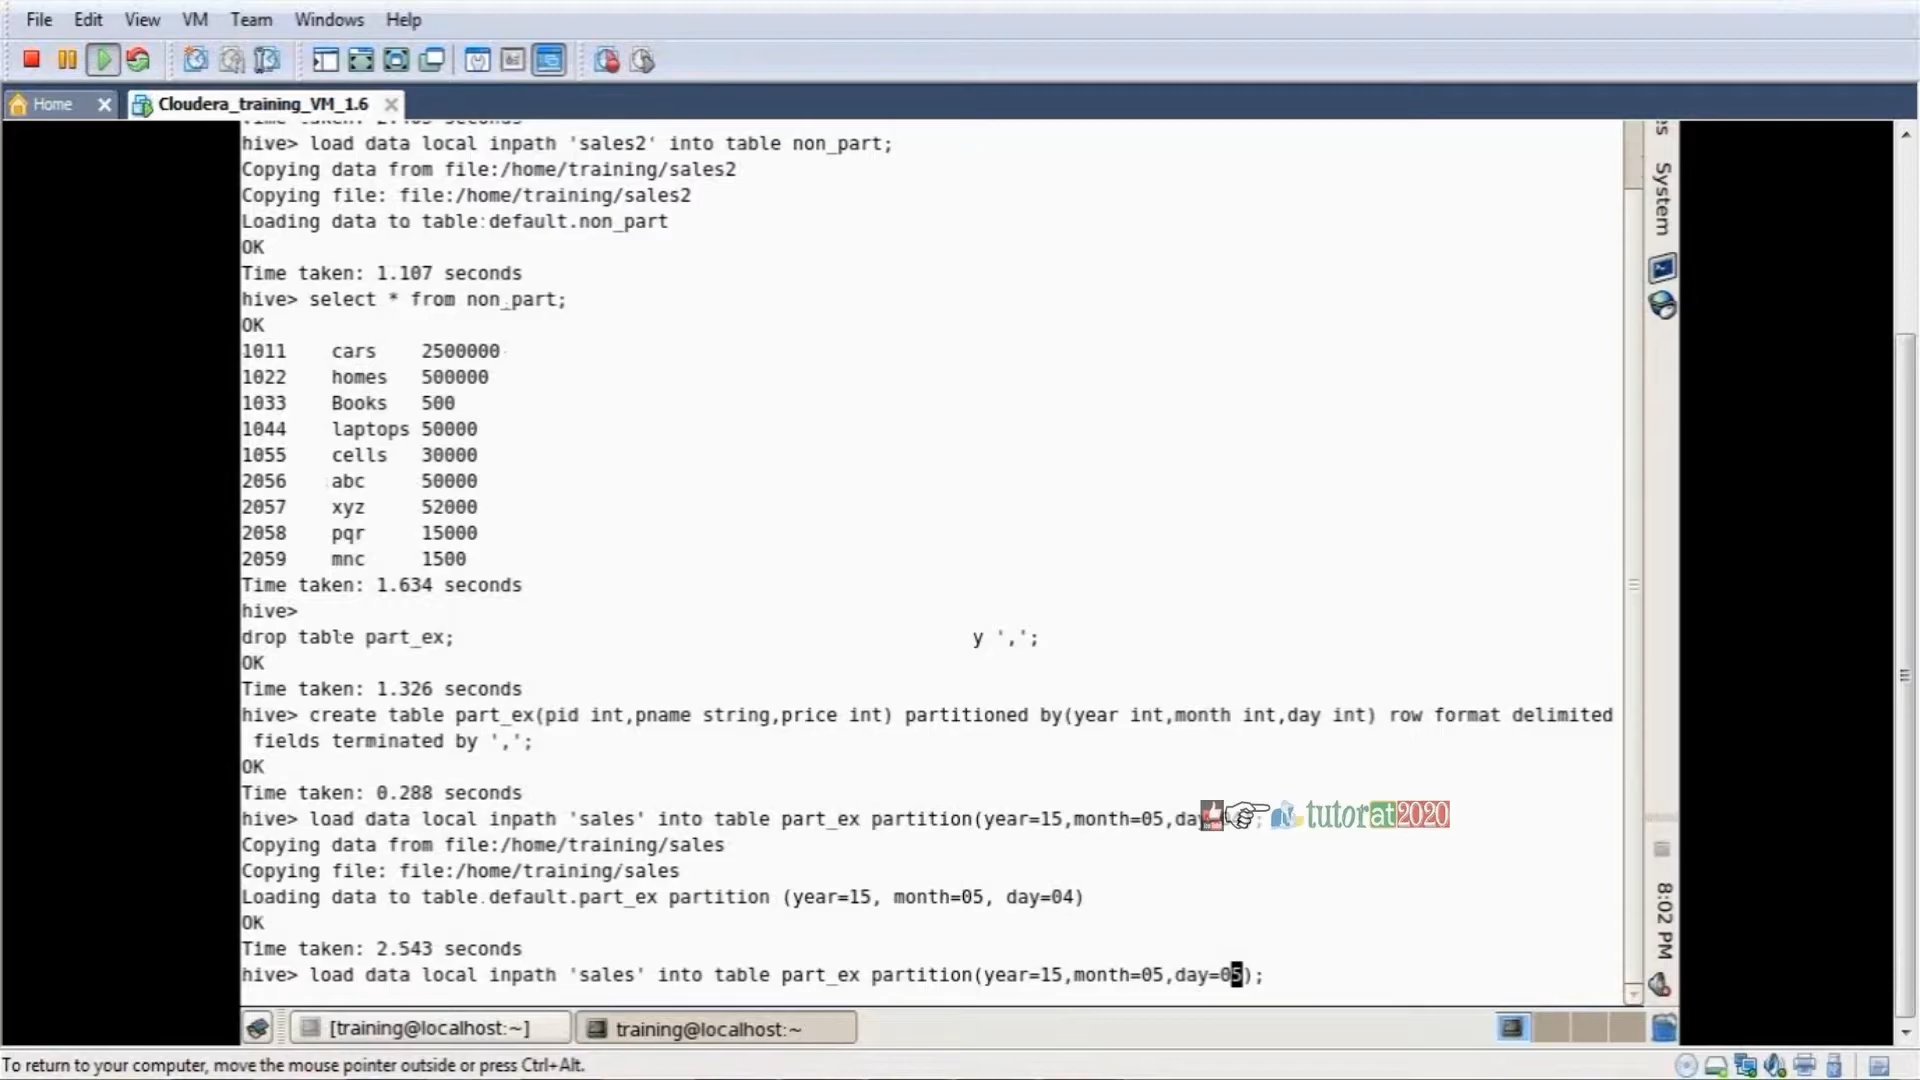 File Edit View VM Team Windows Help
Home Cloudera_training_VM_1.6
hive> load data local inpath 'sales2' into table non_part;
Copying data from file:/home/training/sales2
Copying file: file:/home/training/sales2
Loading data to table default.non_part
OK
Time taken: 1.107 seconds
hive> select * from non_part;
OK
1011 cars 2500000
1022 homes 500000
1033 Books 500
1044 laptops 50000
1055 cells 30000
2056 abc 50000
2057 xyz 52000
2058 pqr 15000
2059 mnc 1500
Time taken: 1.634 seconds
hive>
drop table part_ex; y ',';
OK
Time taken: 1.326 seconds
hive> create table part_ex(pid int,pname string,price int) partitioned by(year int,month int,day int) row format delimited
fields terminated by ',';
OK
Time taken: 0.288 seconds
hive> load data local inpath 'sales' into table part_ex partition(year=15,month=05,day
tutorat2020
Copying data from file:/home/training/sales
Copying file: file:/home/training/sales
Loading data to table default.part_ex partition (year=15, month=05, day=04)
OK
Time taken: 2.543 seconds
hive> load data local inpath 'sales' into table part_ex partition(year=15,month=05,day=05);
System
8:02 PM
[training@localhost:~] training@localhost:~
To return to your computer, move the mouse pointer outside or press Ctrl+Alt.